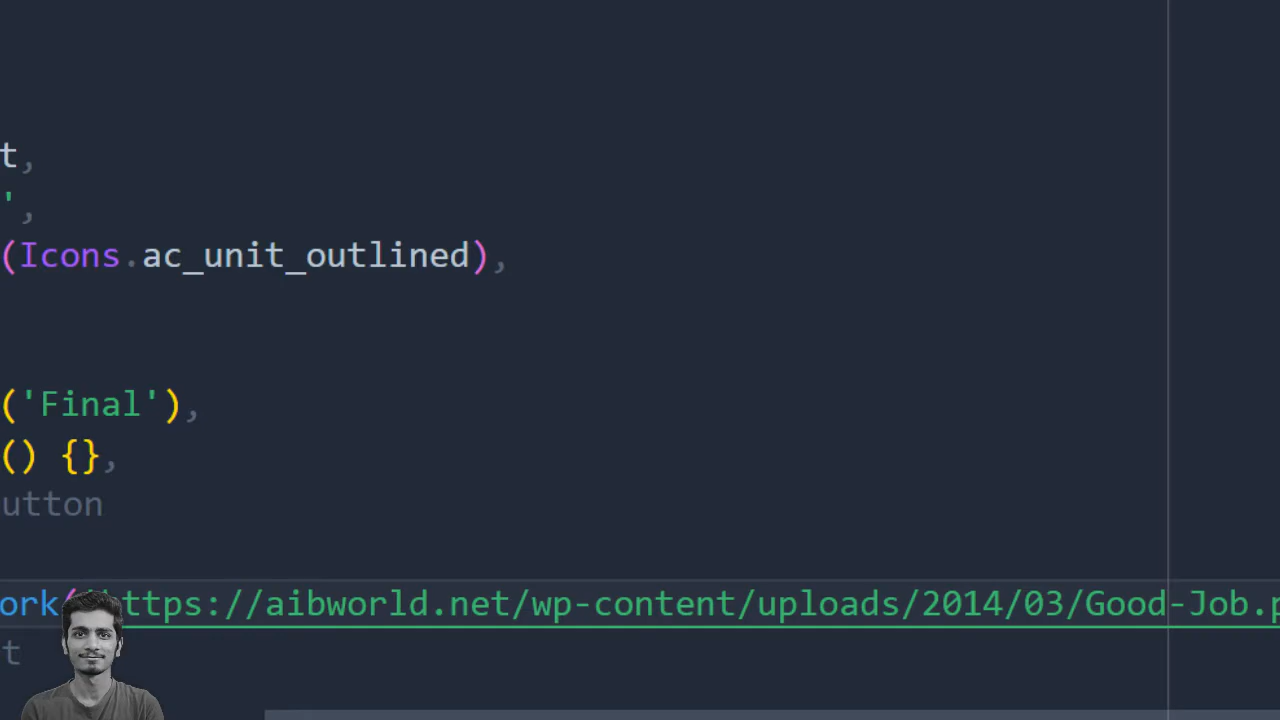 t,
',
(Icons.ac_unit_outlined),
('Final'),
() {},
utton
ork('https://aibworld.net/wp-content/uploads/2014/03/Good-Job.p
t